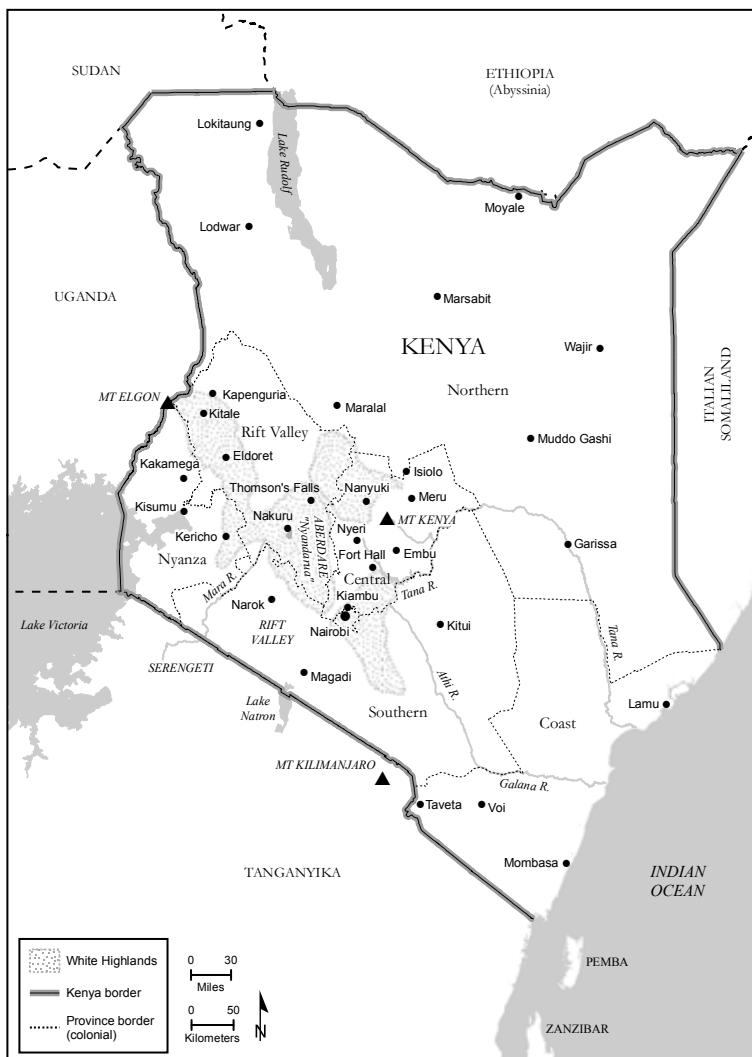 SUDAN
ETHIOPIA
(Abyssinia)
Lokitaung
Lake Rudolf
Moyale
Lodwar
UGANDA
Marsabit
KENYA
Wajir
ITALIAN
SOMALILAND
Northern
MT ELGON
Kapenguria
Kitale
Maralal
Rift Valley
Muddo Gashi
Eldoret
Kakamega
Isiolo
Thomson's Falls
Nanyuki
Meru
Kisumu
MT KENYA
Nakuru
ABERDARE
"Nyandarua"
Nyeri
Kericho
Fort Hall
Embu
Garissa
Nyanza
Central
Mara R.
Tana R.
Kiambu
Narok
Nairobi
Kitui
Lake Victoria
RIFT
VALLEY
Tana R.
SERENGETI
Magadi
Athi R.
Lake
Natron
Lamu
Southern
Coast
MT KILIMANJARO
Galana R.
Taveta
Voi
Mombasa
TANGANYIKA
INDIAN
OCEAN
White Highlands
Kenya border
Province border
(colonial)
0 30
Miles
0 50
Kilometers
N
PEMBA
ZANZIBAR